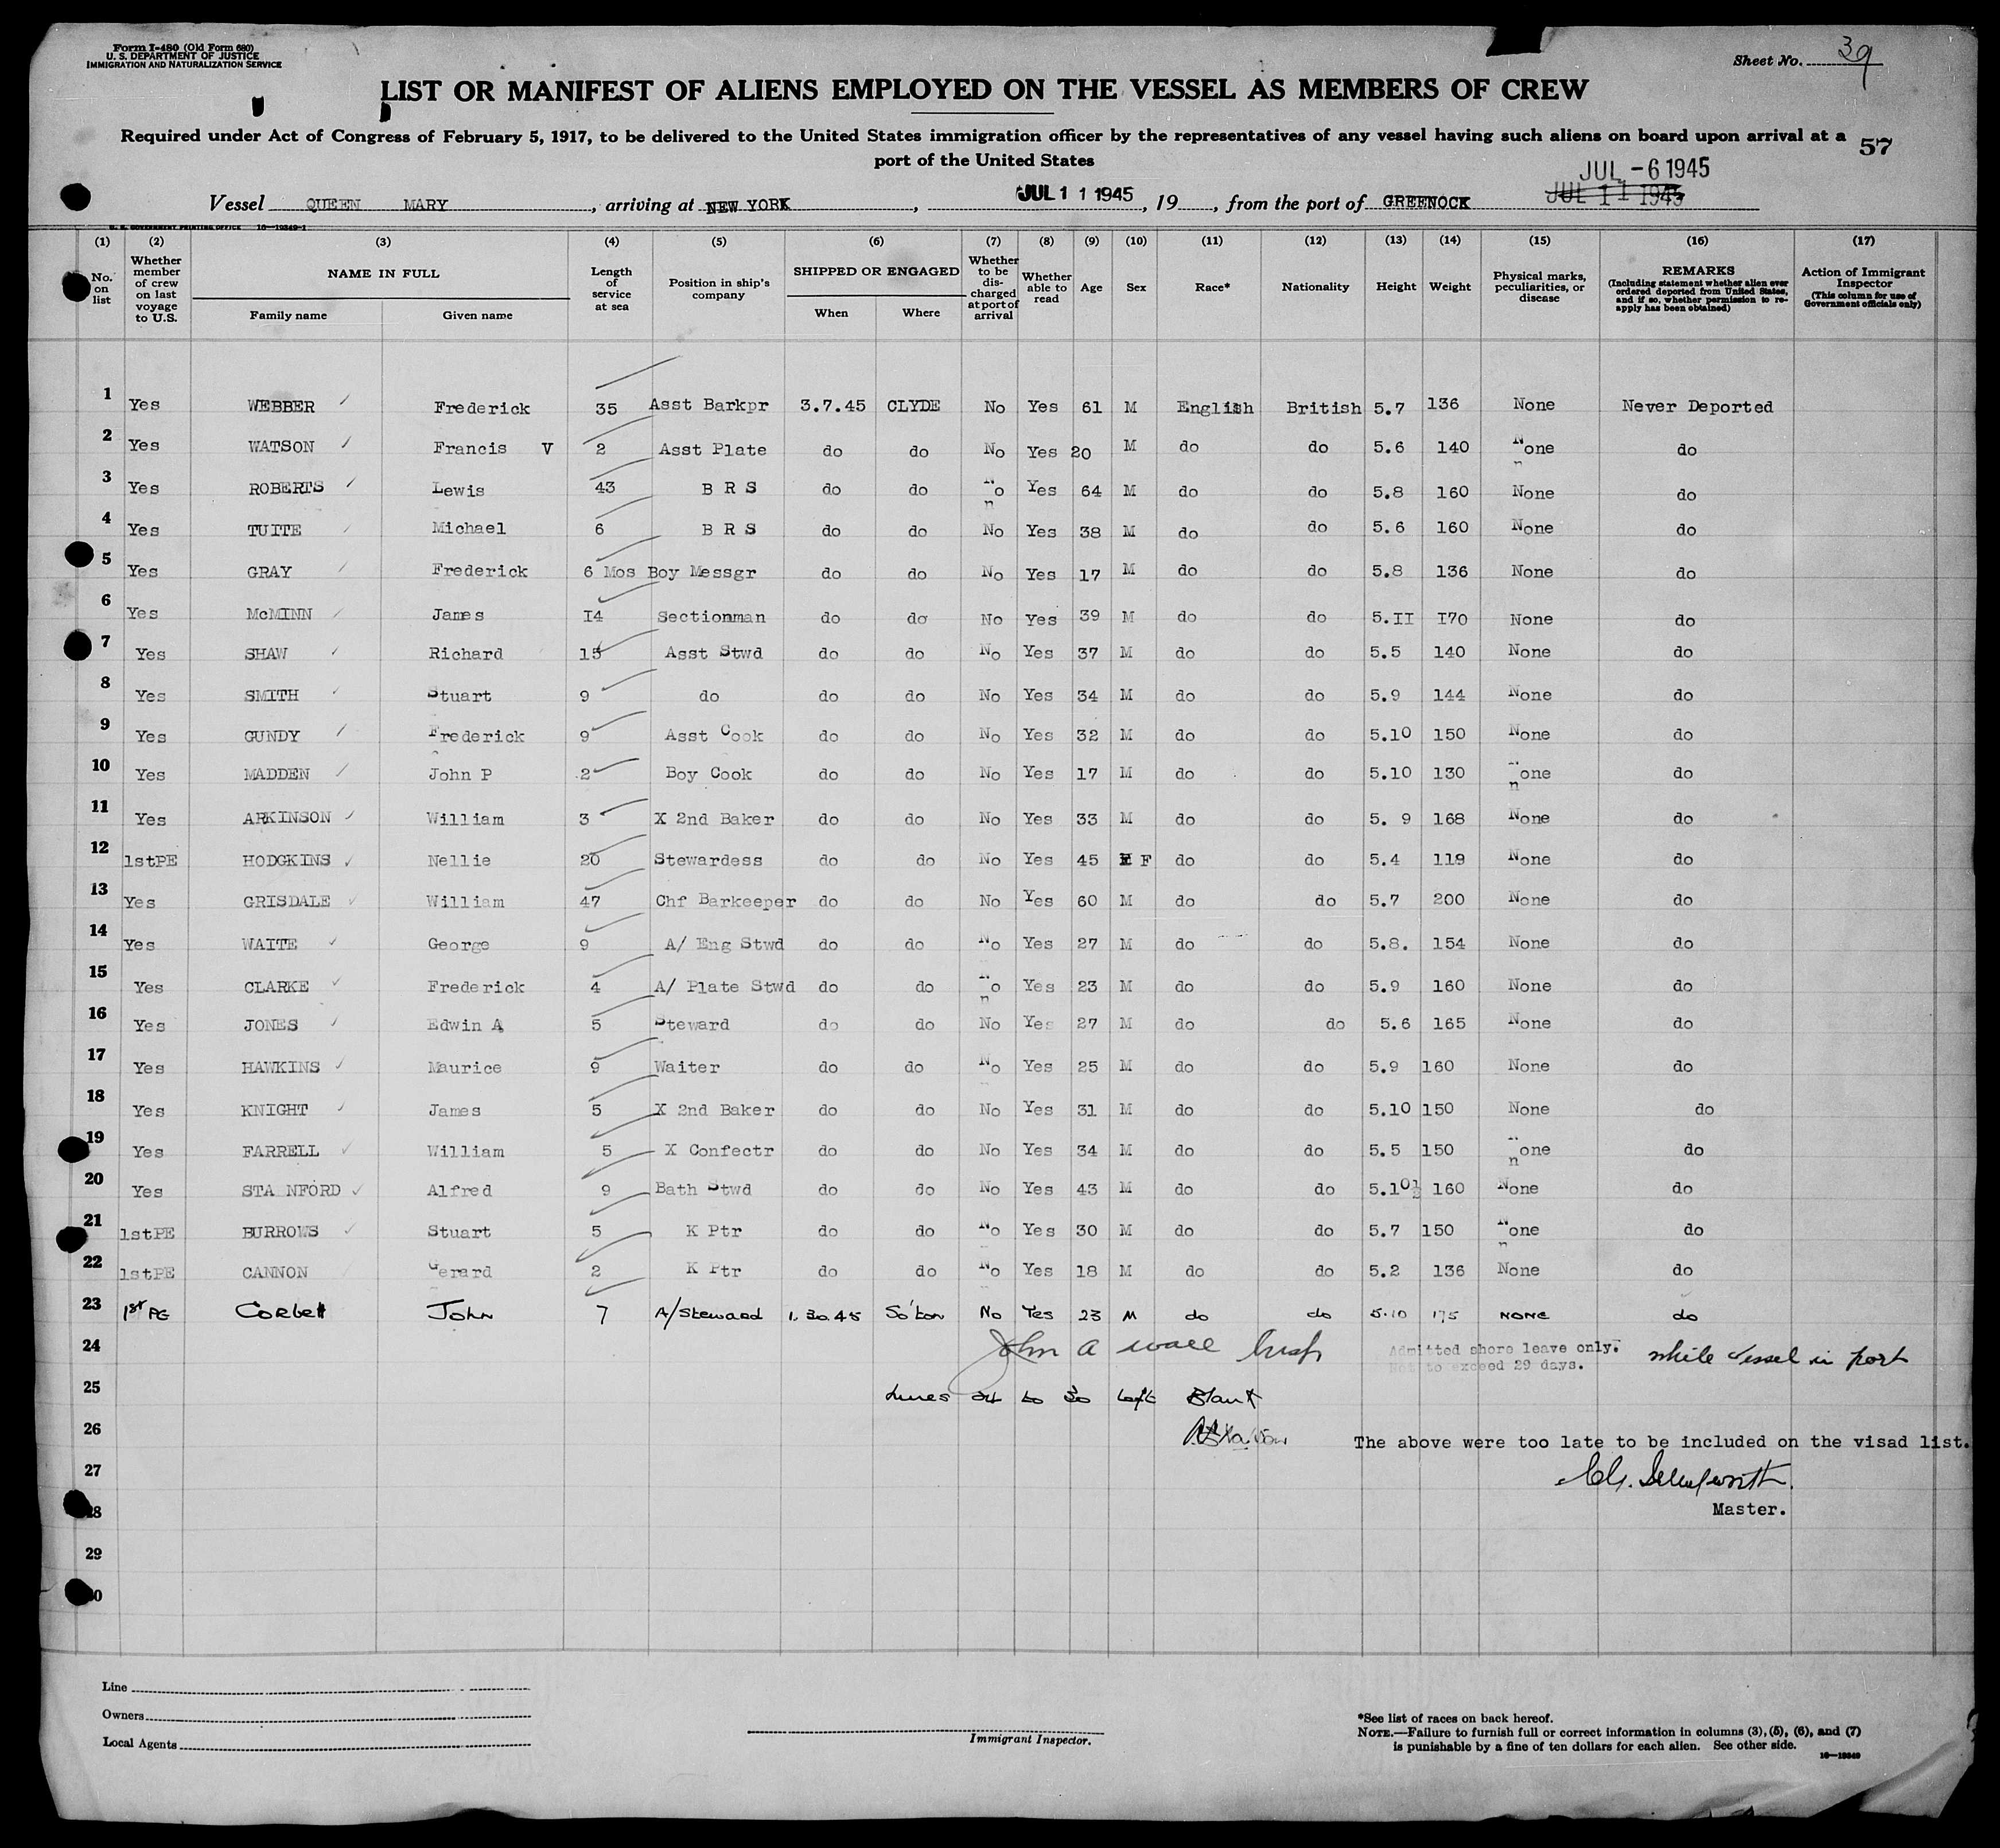 Form I-480 (Old Form 680)
U. S. DEPARTMENT OF JUSTICE
IMMIGRATION AND NATURALIZATION SERVICE
Sheet No. 39
LIST OR MANIFEST OF ALIENS EMPLOYED ON THE VESSEL AS MEMBERS OF CREW
Required under Act of Congress of February 5, 1917, to be delivered to the United States immigration officer by the representatives of any vessel having such aliens on board upon arrival at a
port of the United States
57
JUL -6 1945
JUL 11 1945
Vessel QUEEN MARY, arriving at NEW YORK, JUL 11 1945, 19, from the port of GREENOCK
U. S. GOVERNMENT PRINTING OFFICE 16-19349-1
(1) (2) (3) (4) (5) (6) (7) (8) (9) (10) (11) (12) (13) (14) (15) (16) (17)
No. on list
Whether member of crew on last voyage to U.S.
NAME IN FULL
Family name Given name
Length of service at sea
Position in ship's company
SHIPPED OR ENGAGED
When Where
Whether to be discharged at port of arrival
Whether able to read
Age
Sex
Race*
Nationality
Height
Weight
Physical marks, peculiarities, or disease
REMARKS
(Including statement whether alien ever ordered deported from United States, and if so, whether permission to re-apply has been obtained)
Action of Immigrant Inspector
(This column for use of Government officials only)
1 Yes WEBBER Frederick 35 Asst Barkpr 3.7.45 CLYDE No Yes 61 M English British 5.7 136 None Never Deported
2 Yes WATSON Francis V 2 Asst Plate do do No Yes 20 M do do 5.6 140 None do
3 Yes ROBERTS Lewis 43 B R S do do No Yes 64 M do do 5.8 160 None do
4 Yes TUITE Michael 6 B R S do do No Yes 38 M do do 5.6 160 None do
5 Yes GRAY Frederick 6 Mos Boy Messgr do do No Yes 17 M do do 5.8 136 None do
6 Yes McMINN James I4 Sectionman do do No Yes 39 M do do 5.II I70 None do
7 Yes SHAW Richard 15 Asst Stwd do do No Yes 37 M do do 5.5 140 None do
8 Yes SMITH Stuart 9 do do do No Yes 34 M do do 5.9 144 None do
9 Yes GUNDY Frederick 9 Asst Cook do do No Yes 32 M do do 5.10 150 None do
10 Yes MADDEN John P 2 Boy Cook do do No Yes 17 M do do 5.10 130 None do
11 Yes ARKINSON William 3 X 2nd Baker do do No Yes 33 M do do 5. 9 168 None do
12 1stPE HODGKINS Nellie 20 Stewardess do do No Yes 45 F do do 5.4 119 None do
13 Yes GRISDALE William 47 Chf Barkeeper do do No Yes 60 M do do 5.7 200 None do
14 Yes WAITE George 9 A/ Eng Stwd do do No Yes 27 M do do 5.8. 154 None do
15 Yes CLARKE Frederick 4 A/ Plate Stwd do do No Yes 23 M do do 5.9 160 None do
16 Yes JONES Edwin A 5 Steward do do No Yes 27 M do do 5.6 165 None do
17 Yes HAWKINS Maurice 9 Waiter do do No Yes 25 M do do 5.9 160 None do
18 Yes KNIGHT James 5 X 2nd Baker do do No Yes 31 M do do 5.10 150 None do
19 Yes FARRELL William 5 X Confectr do do No Yes 34 M do do 5.5 150 None do
20 Yes STA NFORD Alfred 9 Bath Stwd do do No Yes 43 M do do 5.10½ 160 None do
21 1stPE BURROWS Stuart 5 K Ptr do do No Yes 30 M do do 5.7 150 None do
22 1stPE CANNON Gerard 2 K Ptr do do No Yes 18 M do do 5.2 136 None do
23 1st PE Corbett John 7 A/Steward 1.30.45 So'ton No Yes 23 M do do 5.10 175 NONE do
24 John A Wall Insp Admitted shore leave only. while vessel in port
Not to exceed 29 days.
25 Lines 24 to 30 left Blank
26 The above were too late to be included on the visad list.
27
28 Master.
29
30
Line
Owners
Local Agents
Immigrant Inspector.
*See list of races on back hereof.
NOTE.—Failure to furnish full or correct information in columns (3), (5), (6), and (7)
is punishable by a fine of ten dollars for each alien. See other side.
16—19349